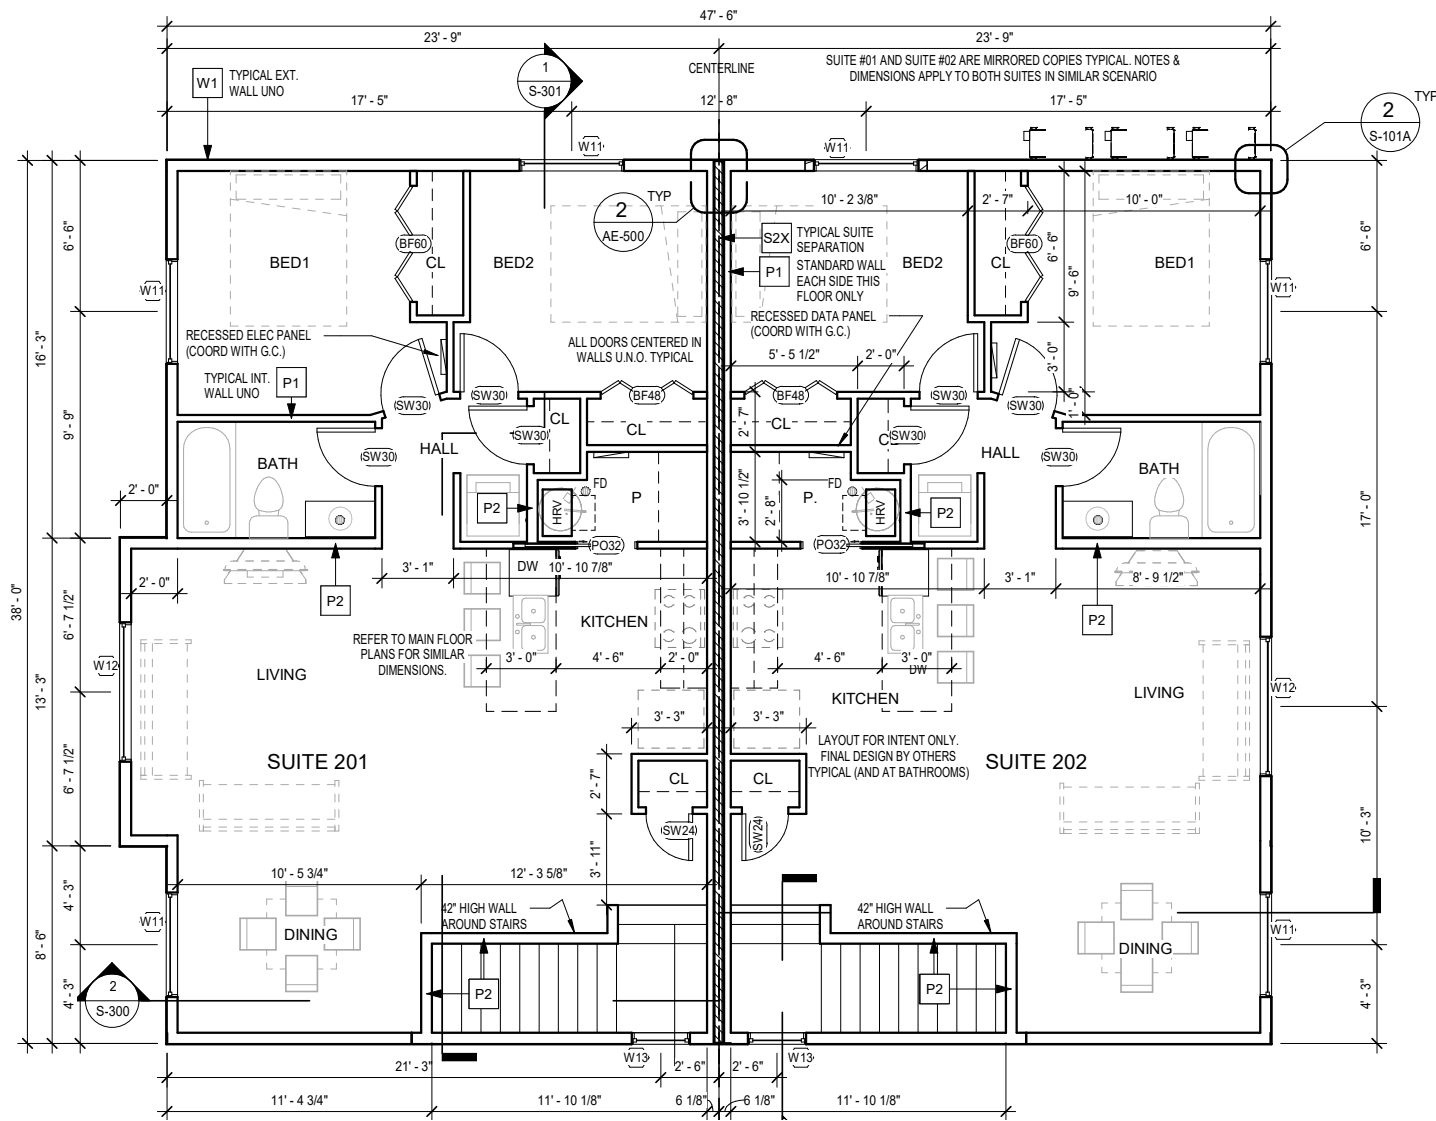 47' - 6"
23' - 9"
23' - 9"
1
S-301
CENTERLINE
SUITE #01 AND SUITE #02 ARE MIRRORED COPIES TYPICAL. NOTES &
DIMENSIONS APPLY TO BOTH SUITES IN SIMILAR SCENARIO
W1
TYPICAL EXT.
WALL UNO
17' - 5"
12' - 8"
17' - 5"
2
S-101A
TYP
W11
W11
2
AE-500
TYP
10' - 2 3/8"
2' - 7"
10' - 0"
6' - 6"
6' - 6"
S2X
TYPICAL SUITE
SEPARATION
P1
STANDARD WALL
EACH SIDE THIS
FLOOR ONLY
BED1
BF60
CL
BED2
BED2
CL
BF60
BED1
6' - 6"
9' - 6"
W11
W11
RECESSED ELEC PANEL
(COORD WITH G.C.)
RECESSED DATA PANEL
(COORD WITH G.C.)
ALL DOORS CENTERED IN
WALLS U.N.O. TYPICAL
16' - 3"
5' - 5 1/2"
2' - 0"
3' - 0"
1' - 0"
TYPICAL INT.
WALL UNO
P1
SW30
SW30
BF48
BF48
SW30
SW30
9' - 9"
CL
CL
CL
CL
2' - 7"
SW30
SW30
HALL
HALL
SW30
SW30
BATH
BATH
2' - 0"
P2
HRV
FD
P
3' - 10 1/2"
2' - 8"
P.
FD
HRV
P2
17' - 0"
PO32
PO32
DW
2' - 0"
3' - 1"
10' - 10 7/8"
10' - 10 7/8"
3' - 1"
8' - 9 1/2"
P2
P2
38' - 0"
6' - 7 1/2"
KITCHEN
REFER TO MAIN FLOOR
PLANS FOR SIMILAR
DIMENSIONS.
3' - 0"
4' - 6"
2' - 0"
4' - 6"
3' - 0"
DW
W12
LIVING
LIVING
W12
KITCHEN
13' - 3"
3' - 3"
3' - 3"
LAYOUT FOR INTENT ONLY.
FINAL DESIGN BY OTHERS
TYPICAL (AND AT BATHROOMS)
6' - 7 1/2"
SUITE 201
SUITE 202
2' - 7"
CL
CL
SW24
SW24
10' - 3"
3' - 11"
10' - 5 3/4"
12' - 3 5/8"
4' - 3"
W11
42" HIGH WALL
AROUND STAIRS
42" HIGH WALL
AROUND STAIRS
W11
DINING
DINING
8' - 6"
2
S-300
4' - 3"
P2
P2
4' - 3"
W13
W13
21' - 3"
2' - 6"
2' - 6"
11' - 4 3/4"
11' - 10 1/8"
6 1/8"
6 1/8"
11' - 10 1/8"